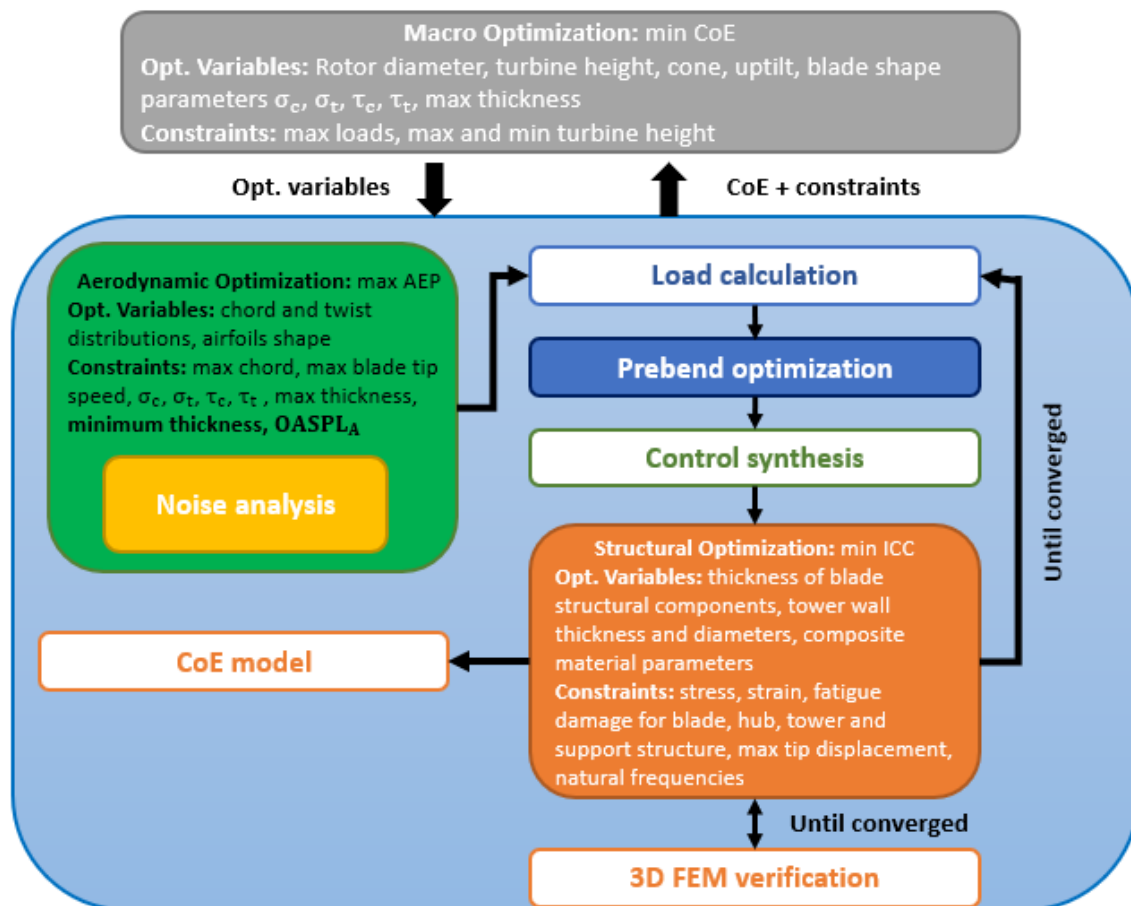 Macro Optimization: min CoE
Opt. Variables: Rotor diameter, turbine height, cone, uptilt, blade shape
parameters σc, σt, τc, τt, max thickness
Constraints: max loads, max and min turbine height
Opt. variables
CoE + constraints
Aerodynamic Optimization: max AEP
Opt. Variables: chord and twist
distributions, airfoils shape
Constraints: max chord, max blade tip
speed, σc, σt, τc, τt , max thickness,
minimum thickness, OASPLA
Noise analysis
Load calculation
Prebend optimization
Control synthesis
Structural Optimization: min ICC
Opt. Variables: thickness of blade
structural components, tower wall
thickness and diameters, composite
material parameters
Constraints: stress, strain, fatigue
damage for blade, hub, tower and
support structure, max tip displacement,
natural frequencies
Until converged
CoE model
Until converged
3D FEM verification